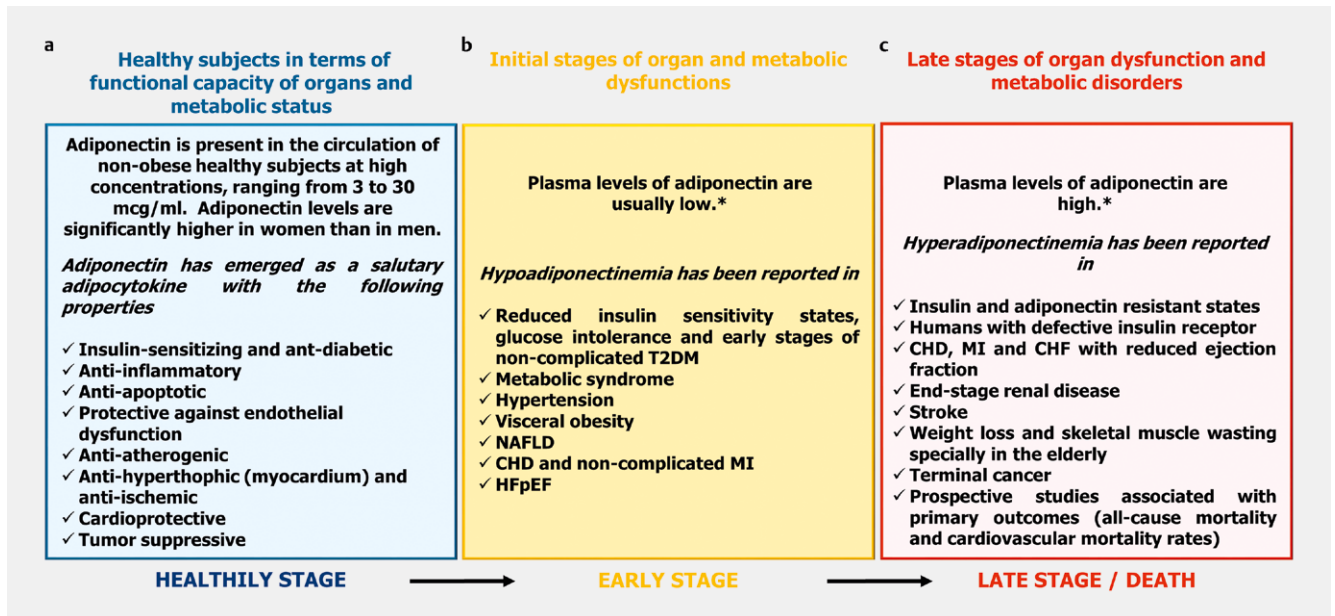 a
Healthy subjects in terms of
functional capacity of organs and
metabolic status
Adiponectin is present in the circulation of
non-obese healthy subjects at high
concentrations, ranging from 3 to 30
mcg/ml. Adiponectin levels are
significantly higher in women than in men.
Adiponectin has emerged as a salutary
adipocytokine with the following
properties
✓ Insulin-sensitizing and ant-diabetic
✓ Anti-inflammatory
✓ Anti-apoptotic
✓ Protective against endothelial
dysfunction
✓ Anti-atherogenic
✓ Anti-hyperthophic (myocardium) and
anti-ischemic
✓ Cardioprotective
✓ Tumor suppressive
HEALTHILY STAGE
b
Initial stages of organ and metabolic
dysfunctions
Plasma levels of adiponectin are
usually low.*
Hypoadiponectinemia has been reported in
✓ Reduced insulin sensitivity states,
glucose intolerance and early stages of
non-complicated T2DM
✓ Metabolic syndrome
✓ Hypertension
✓ Visceral obesity
✓ NAFLD
✓ CHD and non-complicated MI
✓ HFpEF
EARLY STAGE
c
Late stages of organ dysfunction and
metabolic disorders
Plasma levels of adiponectin are
high.*
Hyperadiponectinemia has been reported
in
✓ Insulin and adiponectin resistant states
✓ Humans with defective insulin receptor
✓ CHD, MI and CHF with reduced ejection
fraction
✓ End-stage renal disease
✓ Stroke
✓ Weight loss and skeletal muscle wasting
specially in the elderly
✓ Terminal cancer
✓ Prospective studies associated with
primary outcomes (all-cause mortality
and cardiovascular mortality rates)
LATE STAGE / DEATH